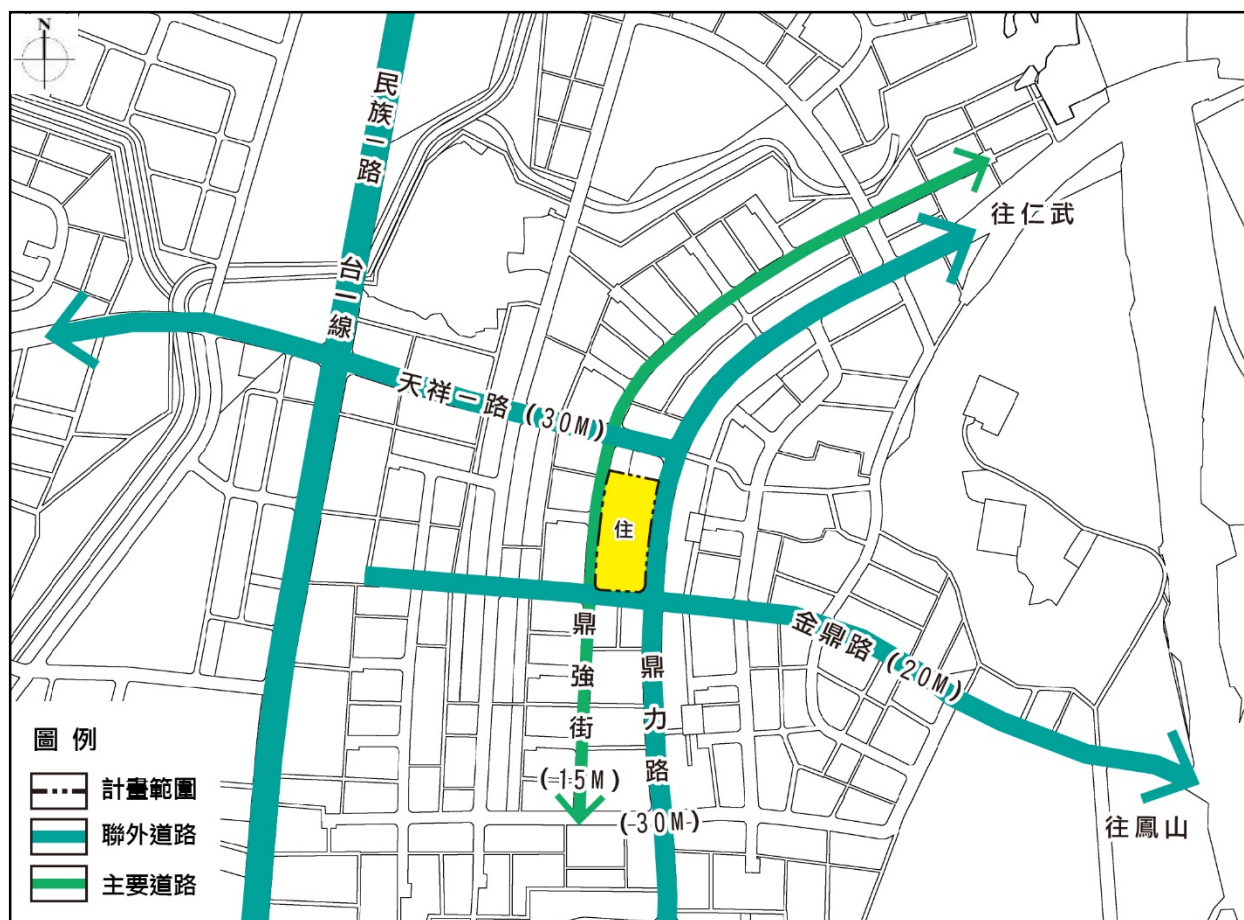 N
民族一路
台一線
往仁武
天祥一路(30M)
住
金鼎路(20M)
鼎強街
(15M)
鼎力路
(30M)
往鳳山
圖例
計畫範圍
聯外道路
主要道路